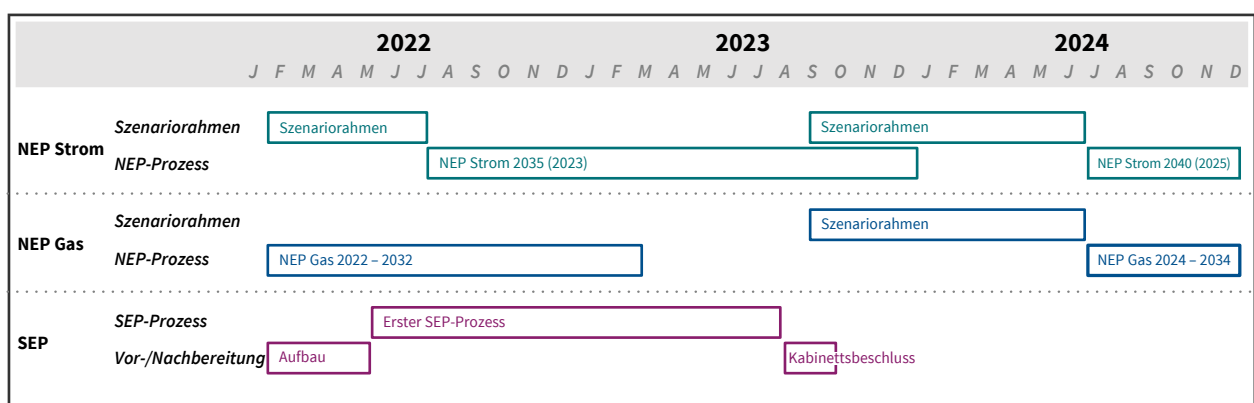 2022 2023 2024
J F M A M J J A S O N D J F M A M J J A S O N D J F M A M J J A S O N D
Szenariorahmen Szenariorahmen Szenariorahmen
NEP Strom
NEP-Prozess NEP Strom 2035 (2023) NEP Strom 2040 (2025)
Szenariorahmen Szenariorahmen
NEP Gas
NEP-Prozess NEP Gas 2022 – 2032 NEP Gas 2024 – 2034
SEP-Prozess Erster SEP-Prozess
SEP
Vor-/Nachbereitung Aufbau Kabinettsbeschluss